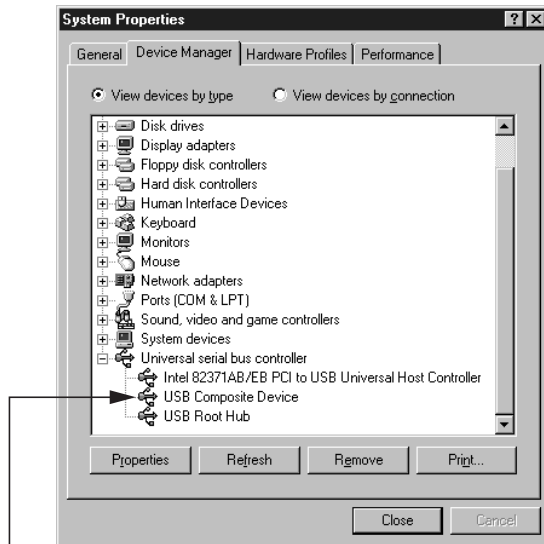 System Properties
General Device Manager Hardware Profiles Performance
View devices by type View devices by connection
Disk drives
Display adapters
Floppy disk controllers
Hard disk controllers
Human Interface Devices
Keyboard
Monitors
Mouse
Network adapters
Ports (COM & LPT)
Sound, video and game controllers
System devices
Universal serial bus controller
Intel 82371AB/EB PCI to USB Universal Host Controller
USB Composite Device
USB Root Hub
Properties Refresh Remove Print...
Close Cancel